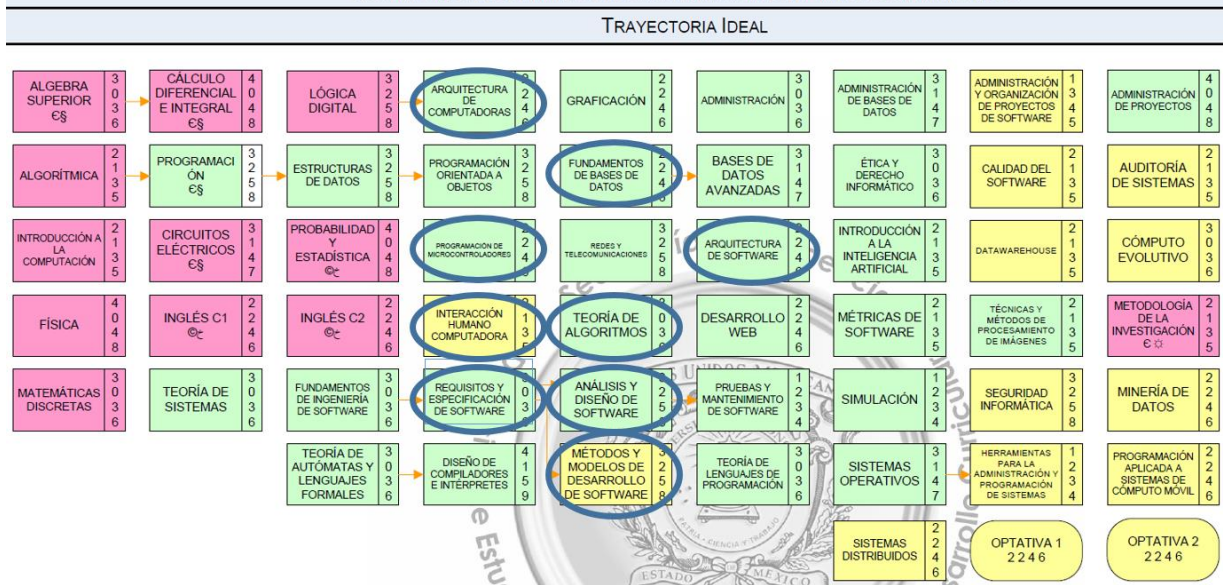 TRAYECTORIA IDEAL
ALGEBRA
SUPERIOR
Є§
3
0
3
6
CÁLCULO
DIFERENCIAL
E INTEGRAL
Є§
4
0
4
8
LÓGICA
DIGITAL
3
2
5
8
ARQUITECTURA
DE
COMPUTADORAS
2
4
GRAFICACIÓN
2
2
4
6
ADMINISTRACIÓN
3
0
3
6
ADMINISTRACIÓN
DE BASES DE
DATOS
3
1
4
7
ADMINISTRACIÓN
Y ORGANIZACIÓN
DE PROYECTOS
DE SOFTWARE
1
3
4
5
ADMINISTRACIÓN
DE PROYECTOS
4
0
4
8
ALGORÍTMICA
2
1
3
5
PROGRAMACI
ÓN
Є§
3
2
5
8
ESTRUCTURAS
DE DATOS
3
2
5
8
PROGRAMACIÓN
ORIENTADA A
OBJETOS
3
2
5
8
FUNDAMENTOS
DE BASES DE
DATOS
2
4
BASES DE
DATOS
AVANZADAS
3
1
4
7
ÉTICA Y
DERECHO
INFORMÁTICO
3
0
3
6
CALIDAD DEL
SOFTWARE
2
1
3
5
AUDITORÍA
DE SISTEMAS
2
1
3
5
INTRODUCCIÓN A
LA
COMPUTACIÓN
2
1
3
5
CIRCUITOS
ELÉCTRICOS
Є§
3
1
4
7
PROBABILIDAD
Y
ESTADÍSTICA
4
0
4
8
PROGRAMACIÓN DE
MICROCONTROLADORES
2
4
REDES Y
TELECOMUNICACIONES
3
2
5
8
ARQUITECTURA
DE SOFTWARE
2
4
INTRODUCCIÓN
A LA
INTELIGENCIA
ARTIFICIAL
2
1
3
5
DATAWAREHOUSE
2
1
3
5
CÓMPUTO
EVOLUTIVO
3
0
3
6
FÍSICA
4
0
4
8
INGLÉS C1
2
2
4
6
INGLÉS C2
2
2
4
6
INTERACCIÓN
HUMANO
COMPUTADORA
1
3
TEORÍA DE
ALGORITMOS
0
3
DESARROLLO
WEB
2
2
4
6
MÉTRICAS DE
SOFTWARE
2
1
3
5
TÉCNICAS Y
MÉTODOS DE
PROCESAMIENTO
DE IMÁGENES
2
1
3
5
METODOLOGÍA
DE LA
INVESTIGACIÓN
Є☼
2
1
3
5
MATEMÁTICAS
DISCRETAS
3
0
3
6
TEORÍA DE
SISTEMAS
3
0
3
6
FUNDAMENTOS
DE INGENIERÍA
DE SOFTWARE
3
0
3
6
REQUISITOS Y
ESPECIFICACIÓN
DE SOFTWARE
0
3
ANÁLISIS Y
DISEÑO DE
SOFTWARE
2
5
PRUEBAS Y
MANTENIMIENTO
DE SOFTWARE
1
2
3
4
SIMULACIÓN
1
2
3
4
SEGURIDAD
INFORMÁTICA
3
2
5
8
MINERÍA DE
DATOS
2
2
4
6
TEORÍA DE
AUTÓMATAS Y
LENGUAJES
FORMALES
3
0
3
6
DISEÑO DE
COMPILADORES
E INTÉRPRETES
4
1
5
9
MÉTODOS Y
MODELOS DE
DESARROLLO
DE SOFTWARE
3
2
5
8
TEORÍA DE
LENGUAJES DE
PROGRAMACIÓN
3
0
3
6
SISTEMAS
OPERATIVOS
3
1
4
7
HERRAMIENTAS
PARA LA
ADMINISTRACIÓN Y
PROGRAMACIÓN
DE SISTEMAS
1
2
3
4
PROGRAMACIÓN
APLICADA A
SISTEMAS DE
CÓMPUTO MÓVIL
2
2
4
6
SISTEMAS
DISTRIBUIDOS
2
2
4
6
OPTATIVA 1
2 2 4 6
OPTATIVA 2
2 2 4 6
PATRIA · CIENCIA Y TRABAJO
ESTADO
MÉXICO